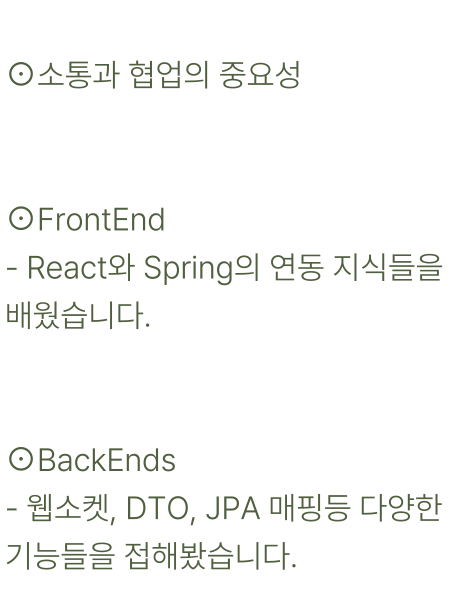 ⊙소통과 협업의 중요성
⊙FrontEnd
- React와 Spring의 연동 지식들을
배웠습니다.
⊙BackEnds
- 웹소켓, DTO, JPA 매핑등 다양한
기능들을 접해봤습니다.